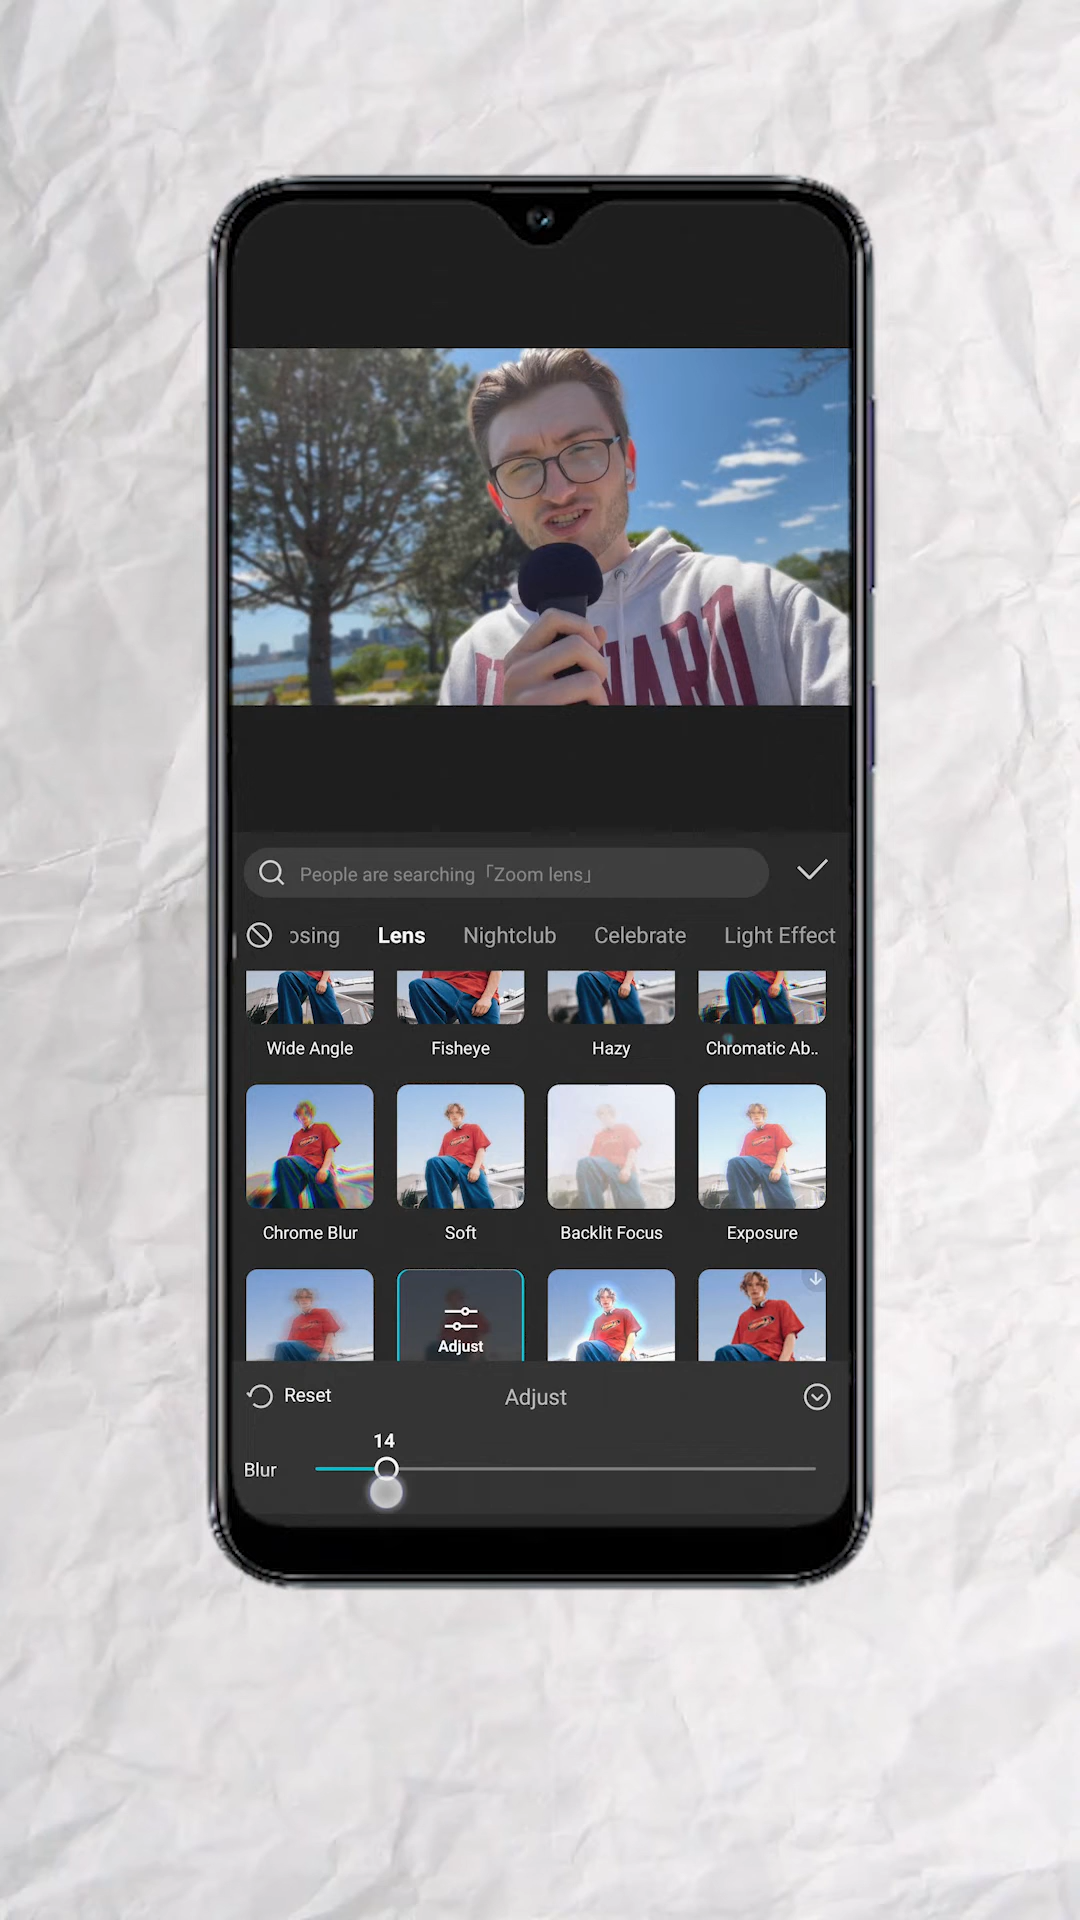 People are searching「Zoom lens」
osing Lens Nightclub Celebrate Light Effect
Wide Angle Fisheye Hazy Chromatic Ab..
Chrome Blur Soft Backlit Focus Exposure
Adjust
Reset Adjust
14
Blur